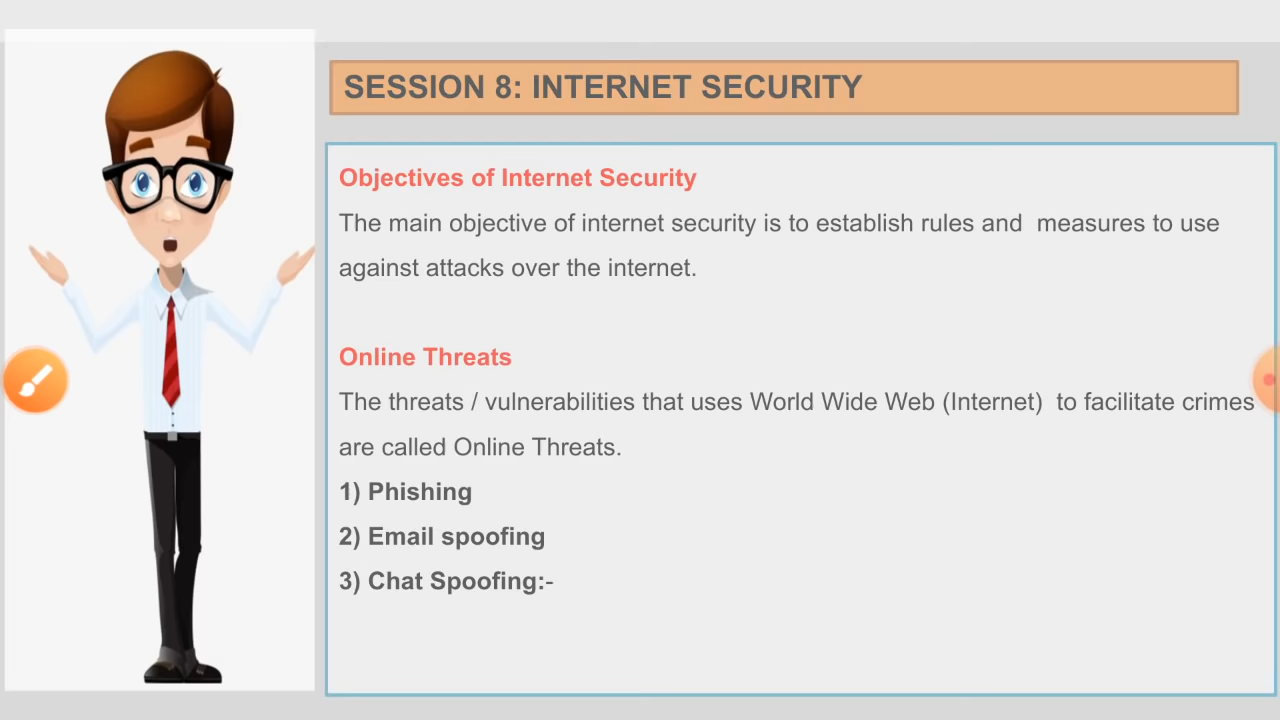 SESSION 8: INTERNET SECURITY
Objectives of Internet Security
The main objective of internet security is to establish rules and  measures to use
against attacks over the internet.
Online Threats
The threats / vulnerabilities that uses World Wide Web (Internet)  to facilitate crimes
are called Online Threats.
1) Phishing
2) Email spoofing
3) Chat Spoofing:-